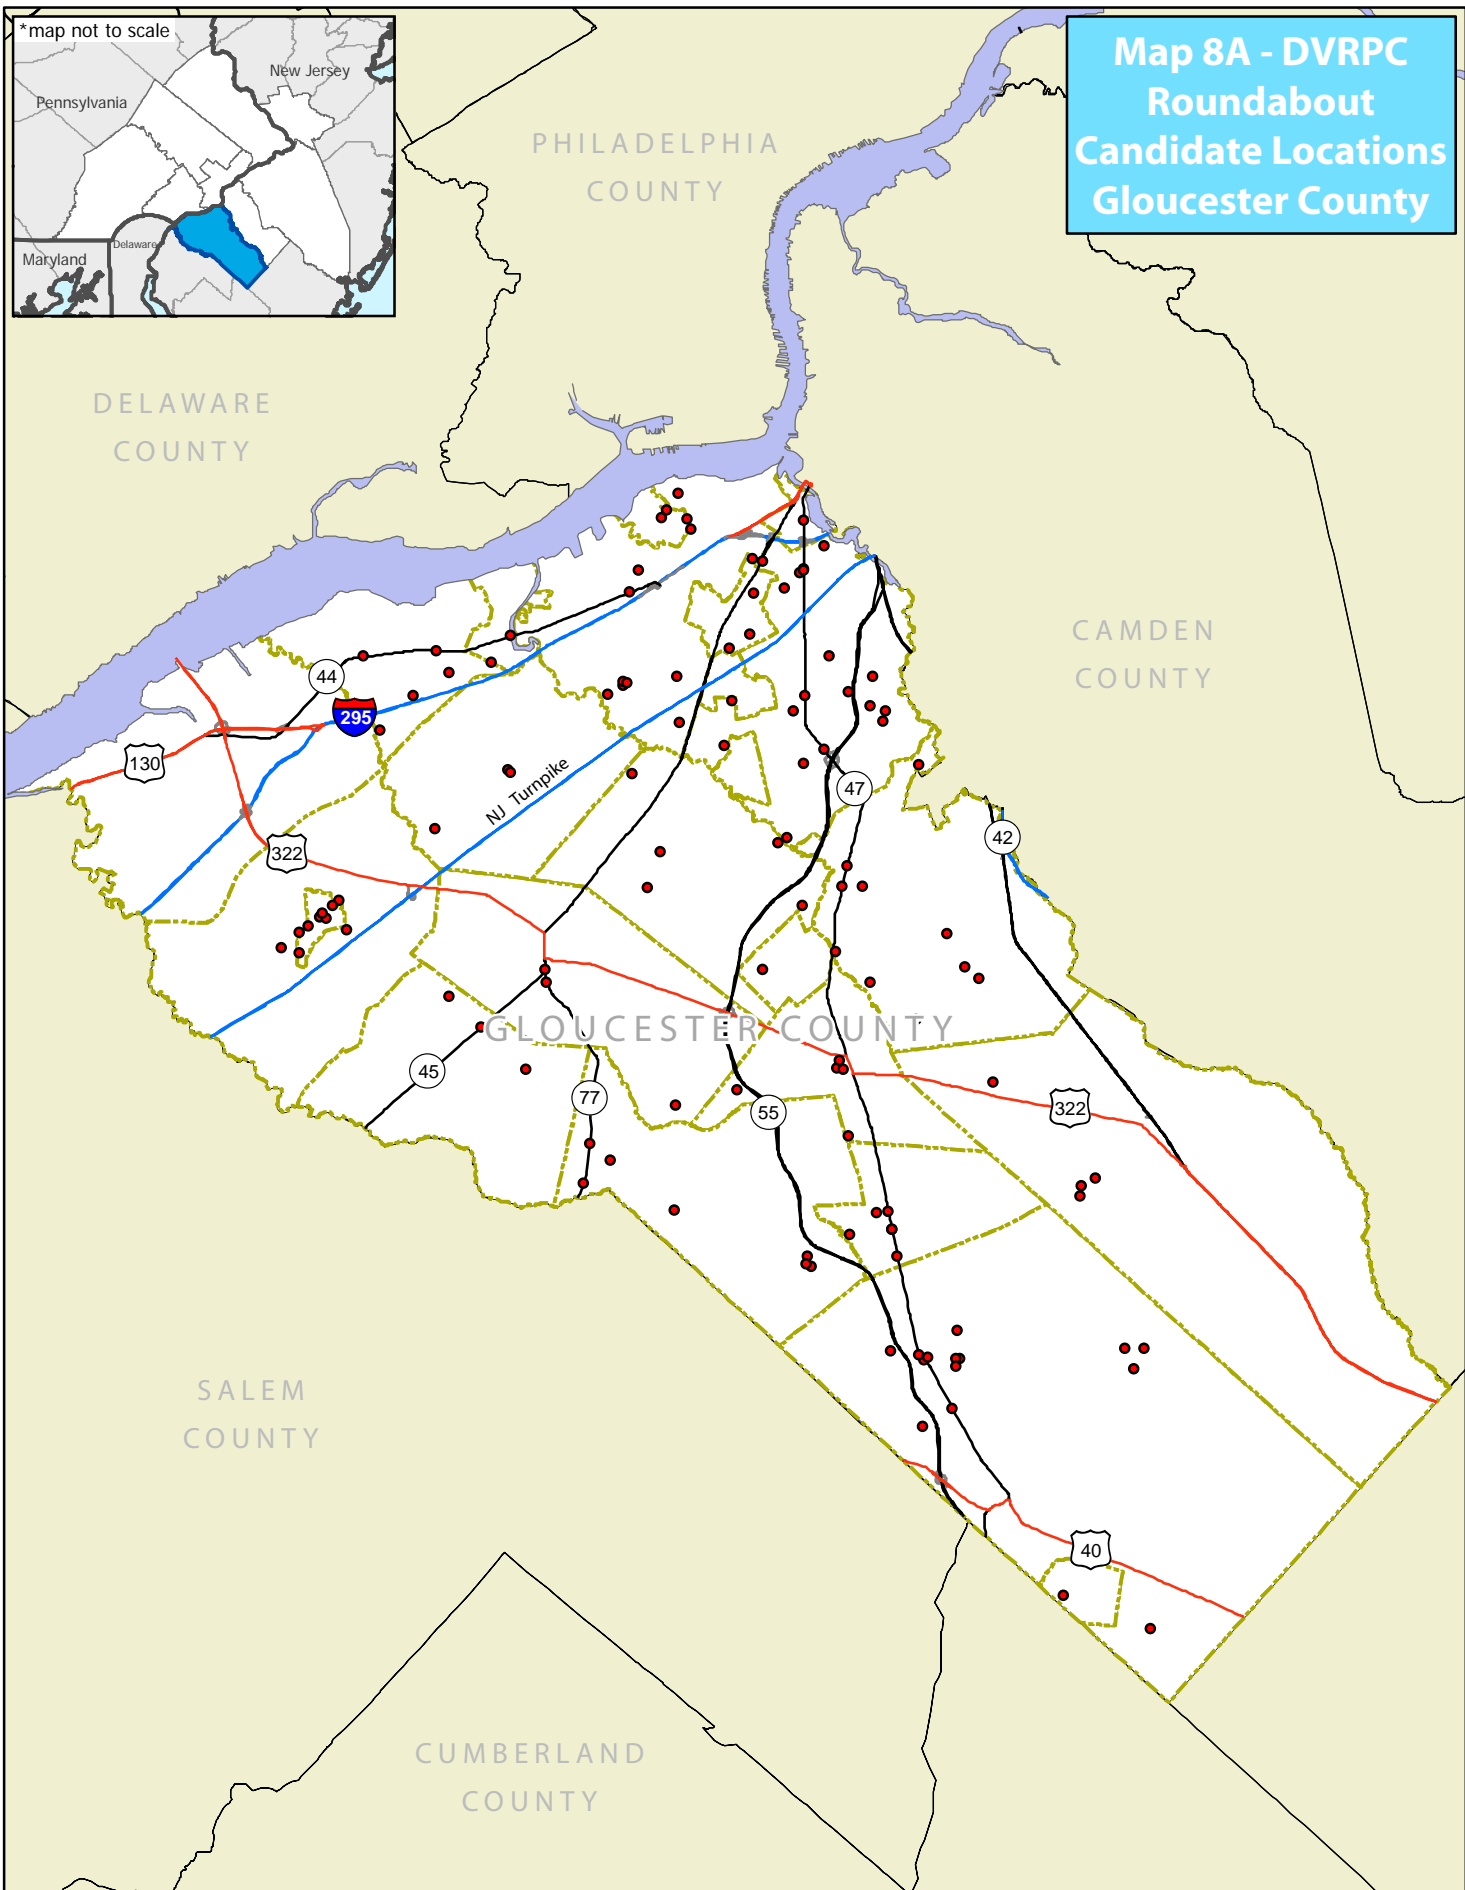 *map not to scale
New Jersey
Pennsylvania
Delaware
Maryland
Map 8A - DVRPC
Roundabout
Candidate Locations
Gloucester County
PHILADELPHIA
COUNTY
DELAWARE
COUNTY
CAMDEN
COUNTY
44
295
130
NJ Turnpike
47
42
322
GLOUCESTER COUNTY
45
77
55
322
SALEM
COUNTY
40
CUMBERLAND
COUNTY